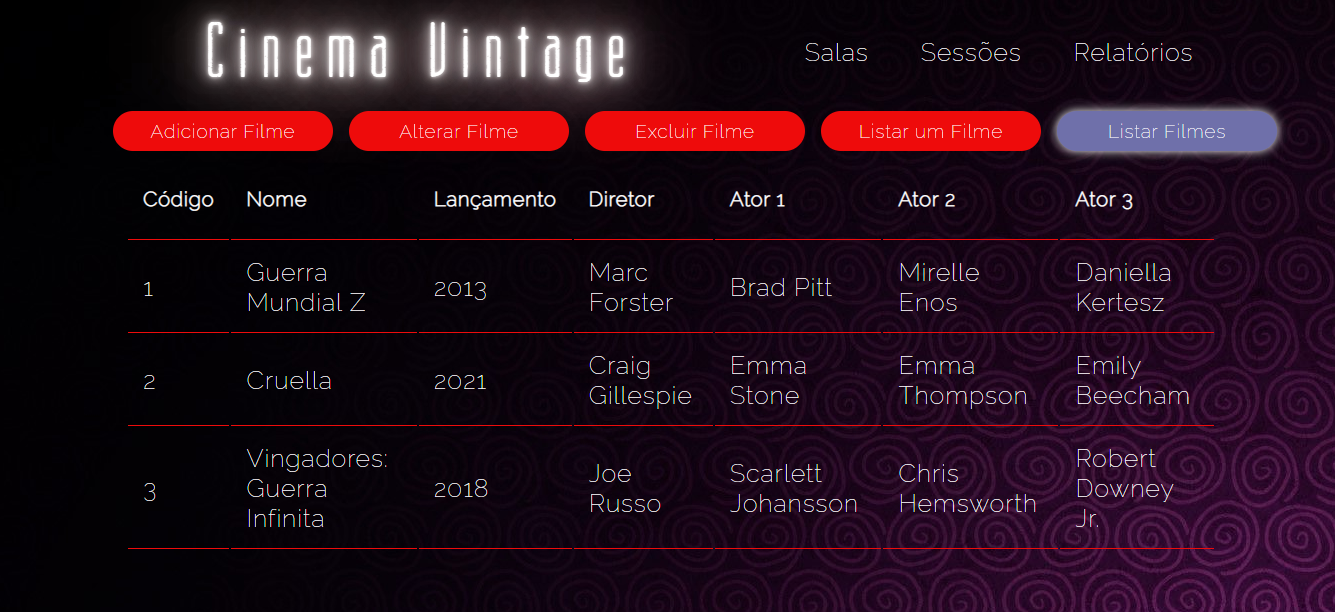 Cinema Vintage
Salas Sessões Relatórios
Adicionar Filme Alterar Filme Excluir Filme Listar um Filme Listar Filmes
Código Nome Lançamento Diretor Ator 1 Ator 2 Ator 3
1 Guerra Mundial Z 2013 Marc Forster Brad Pitt Mirelle Enos Daniella Kertesz
2 Cruella 2021 Craig Gillespie Emma Stone Emma Thompson Emily Beecham
3 Vingadores: Guerra Infinita 2018 Joe Russo Scarlett Johansson Chris Hemsworth Robert Downey Jr.